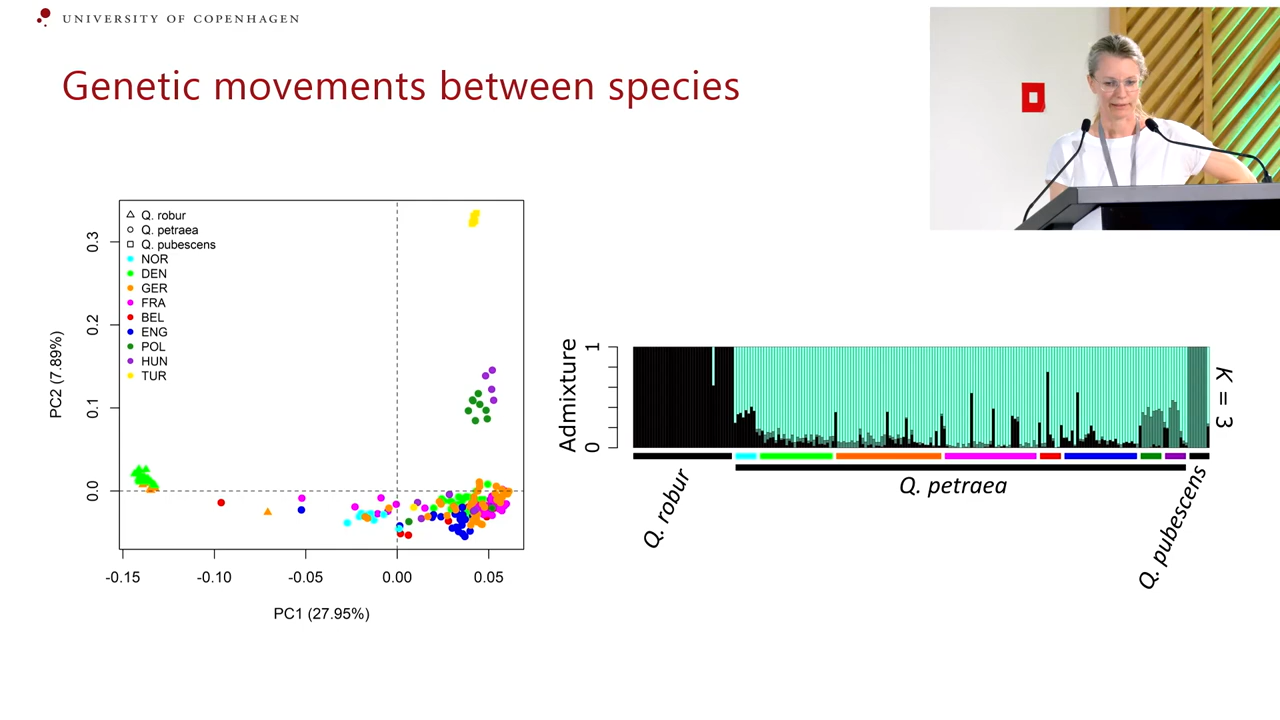 UNIVERSITY OF COPENHAGEN
Genetic movements between species
Q. robur
Q. petraea
Q. pubescens
NOR
DEN
GER
FRA
BEL
ENG
POL
HUN
TUR
PC2 (7.89%)
0.3
0.2
0.1
0.0
-0.15
-0.10
-0.05
0.00
0.05
PC1 (27.95%)
Admixture
1
0
K = 3
Q. robur
Q. petraea
Q. pubescens